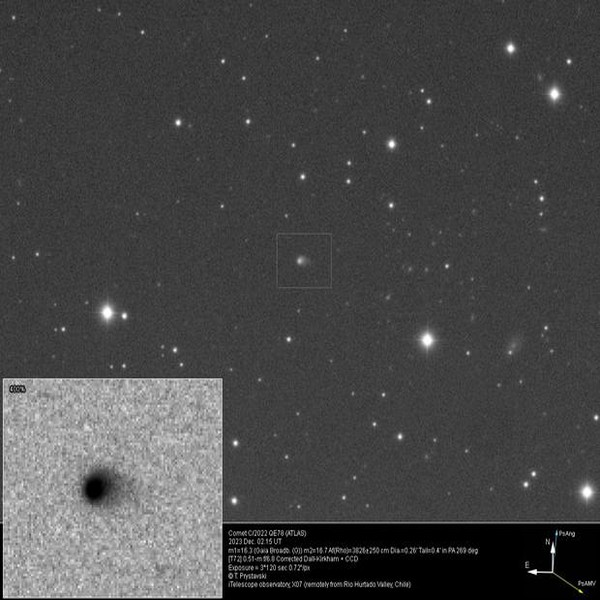 400%
PsAng
N
E
PsAMV
Comet C/2022 QE78 (ATLAS)
2023 Dec. 02.15 UT
m1=16.3 (Gaia Broadb. (G)) m2=16.7 Af(Rho)=3826±250 cm Dia.=0.26' Tail=0.4' in PA 269 deg
[T72] 0.51-m f/6.8 Corrected Dall-Kirkham + CCD
Exposure = 3*120 sec 0.72"/px
© T. Prystavski
iTelescope observatory, X07 (remotely from Rio Hurtado Valley, Chile)